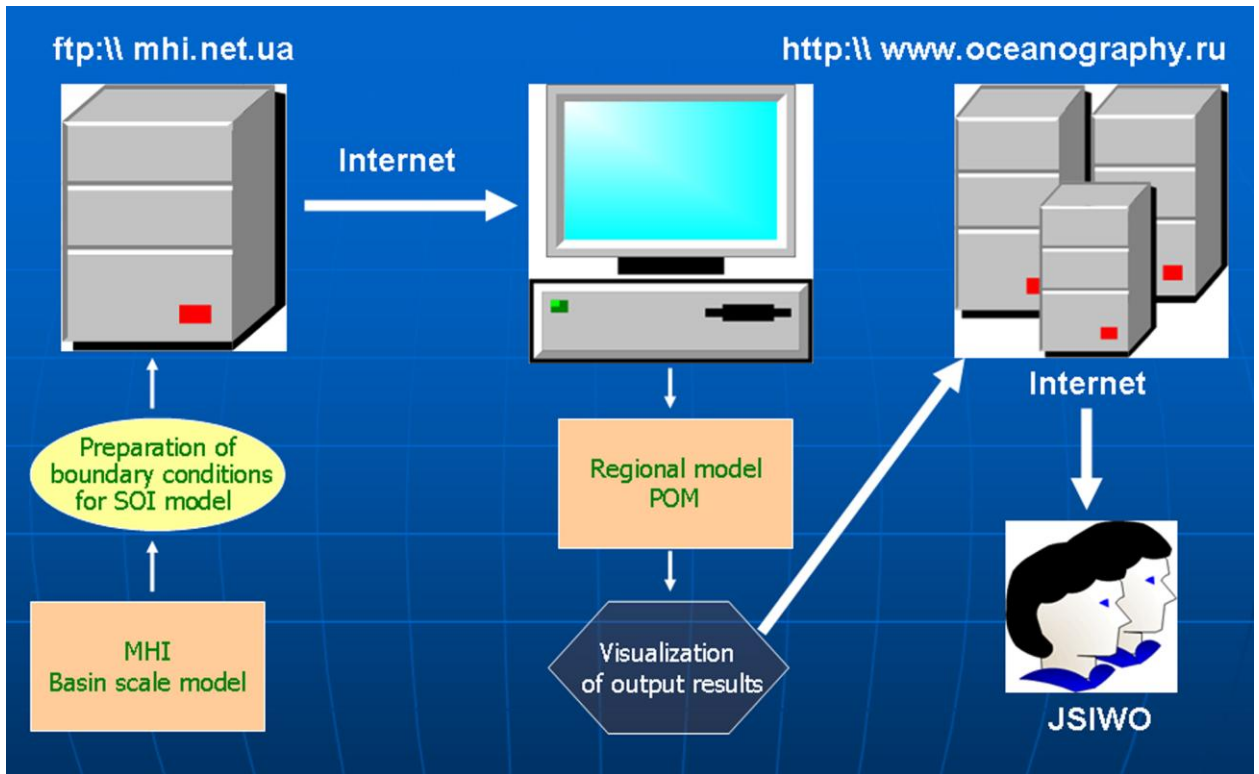 ftp:\\ mhi.net.ua
http:\\ www.oceanography.ru
Internet
Preparation of
boundary conditions
for SOI model
MHI
Basin scale model
Regional model
POM
Visualization
of output results
Internet
JSIWO